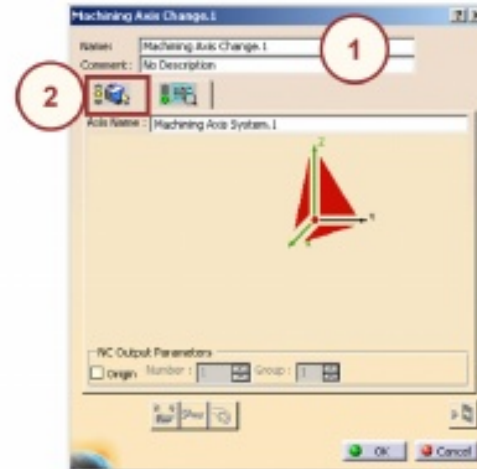 Machining Axis Change.1
Name: Machining Axis Change.1
1
Comment: No Description
2
Axis Name : Machining Axis System.1
Z
NC Output Parameters
Origin Number : 1 Group : 1
OK Cancel